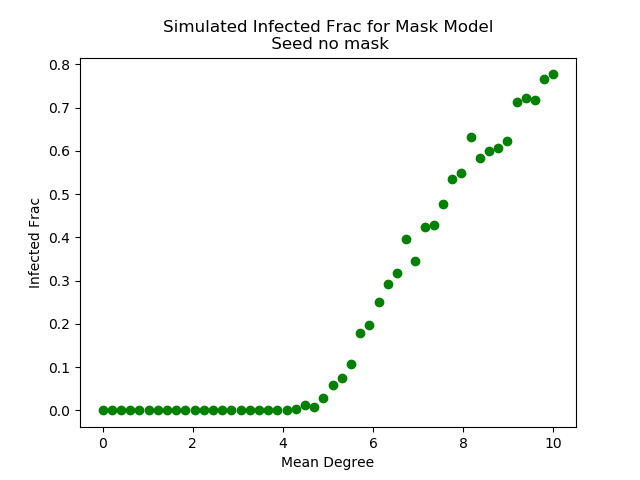 Simulated Infected Frac for Mask Model
Seed no mask
0.8
0.7
0.6
0.5
0.4
0.3
0.2
0.1
0.0
Infected Frac
0 2 4 6 8 10
Mean Degree